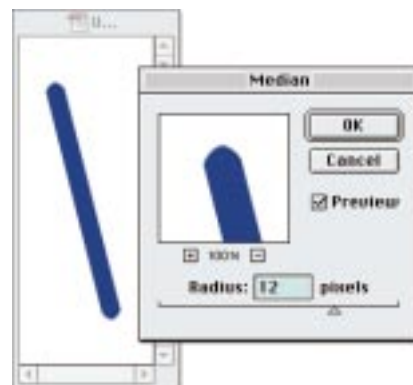 U...
Median
OK
Cancel
Preview
100%
Radius: 12 pixels